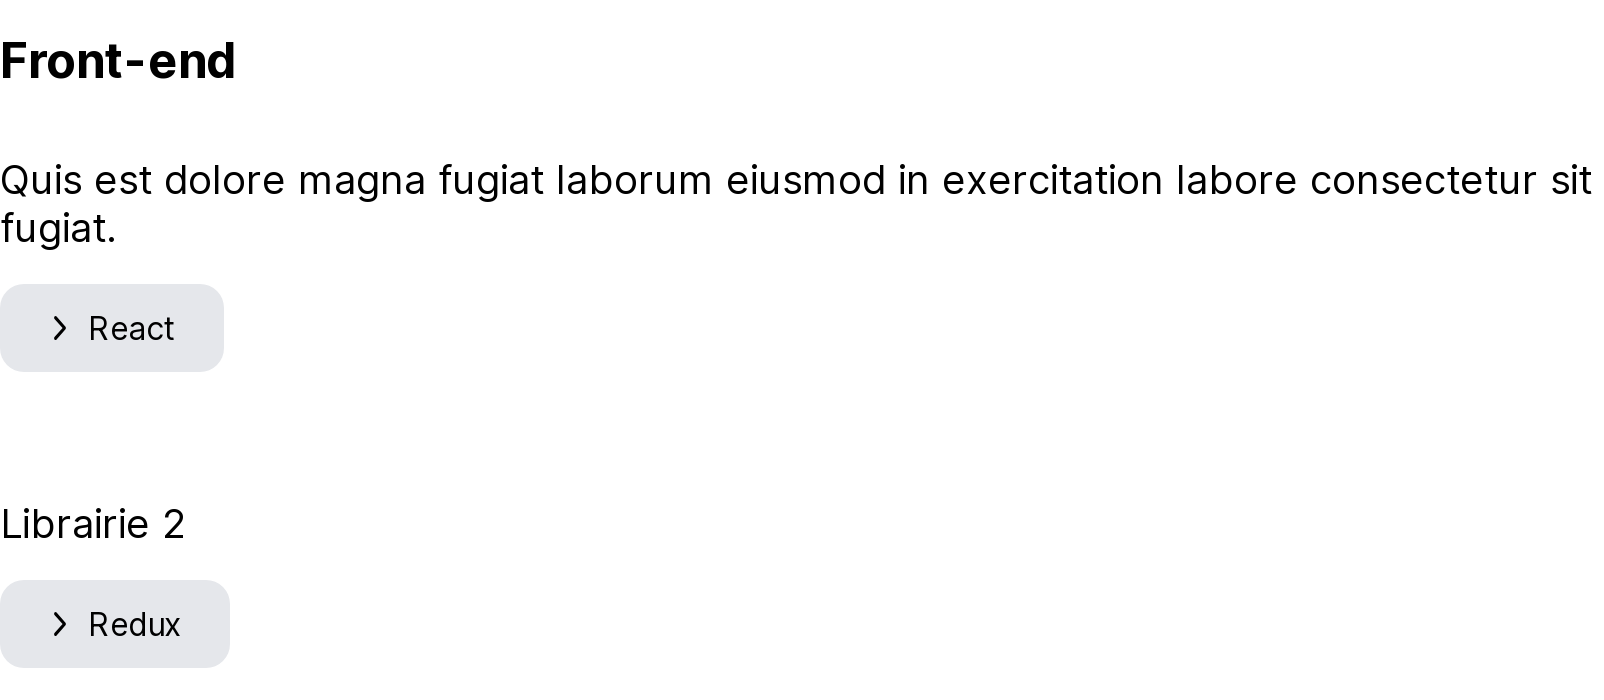 Front-end
Quis est dolore magna fugiat laborum eiusmod in exercitation labore consectetur sit
fugiat.
React
Librairie 2
Redux